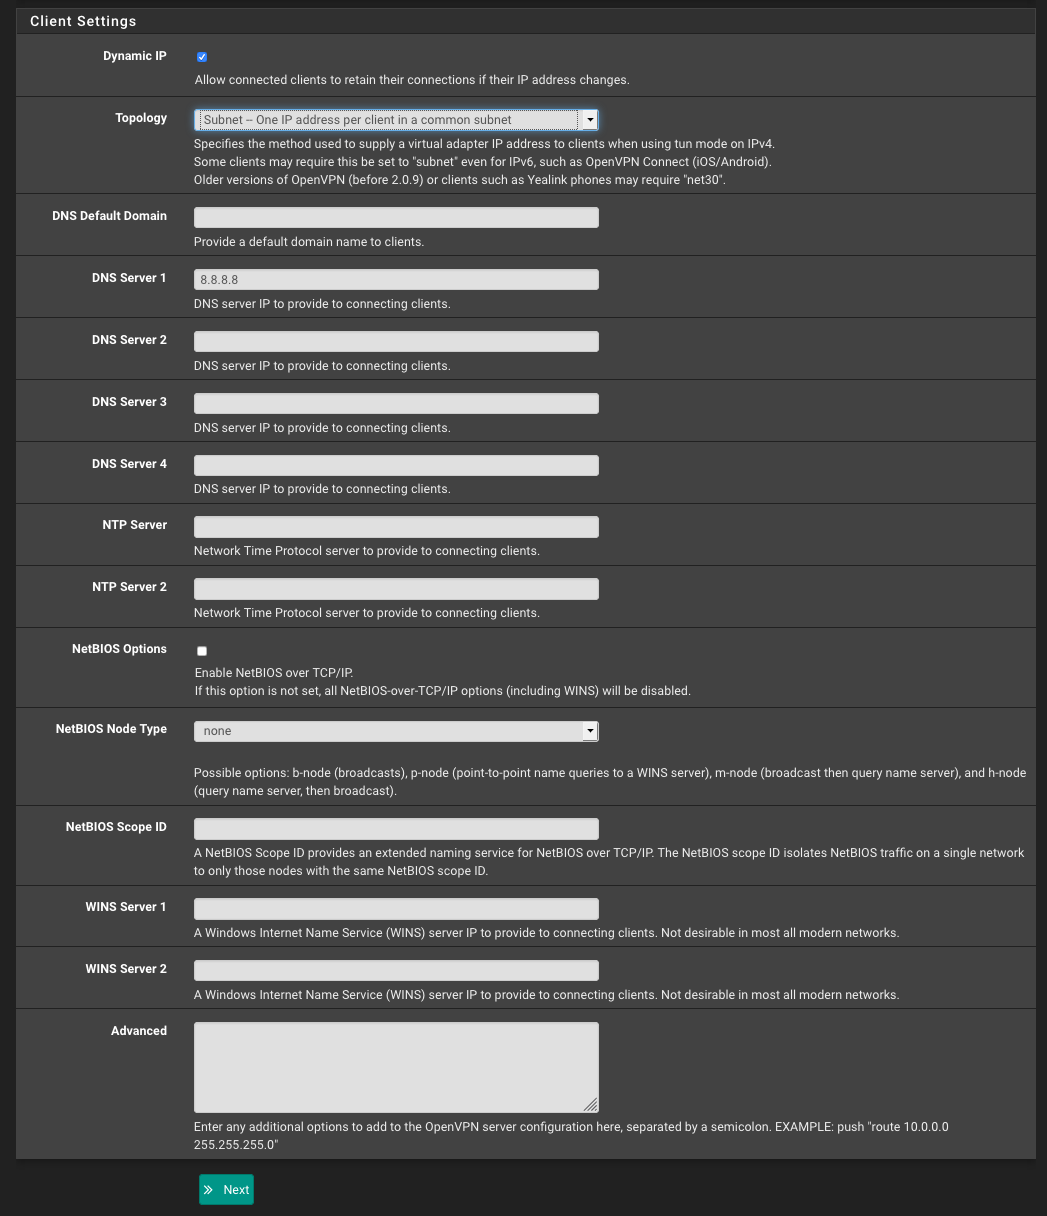 Client Settings
Dynamic IP
Allow connected clients to retain their connections if their IP address changes.
Topology
Subnet -- One IP address per client in a common subnet
Specifies the method used to supply a virtual adapter IP address to clients when using tun mode on IPv4.
Some clients may require this be set to "subnet" even for IPv6, such as OpenVPN Connect (iOS/Android).
Older versions of OpenVPN (before 2.0.9) or clients such as Yealink phones may require "net30".
DNS Default Domain
Provide a default domain name to clients.
DNS Server 1
8.8.8.8
DNS server IP to provide to connecting clients.
DNS Server 2
DNS server IP to provide to connecting clients.
DNS Server 3
DNS server IP to provide to connecting clients.
DNS Server 4
DNS server IP to provide to connecting clients.
NTP Server
Network Time Protocol server to provide to connecting clients.
NTP Server 2
Network Time Protocol server to provide to connecting clients.
NetBIOS Options
Enable NetBIOS over TCP/IP.
If this option is not set, all NetBIOS-over-TCP/IP options (including WINS) will be disabled.
NetBIOS Node Type
none
Possible options: b-node (broadcasts), p-node (point-to-point name queries to a WINS server), m-node (broadcast then query name server), and h-node
(query name server, then broadcast).
NetBIOS Scope ID
A NetBIOS Scope ID provides an extended naming service for NetBIOS over TCP/IP. The NetBIOS scope ID isolates NetBIOS traffic on a single network
to only those nodes with the same NetBIOS scope ID.
WINS Server 1
A Windows Internet Name Service (WINS) server IP to provide to connecting clients. Not desirable in most all modern networks.
WINS Server 2
A Windows Internet Name Service (WINS) server IP to provide to connecting clients. Not desirable in most all modern networks.
Advanced
Enter any additional options to add to the OpenVPN server configuration here, separated by a semicolon. EXAMPLE: push "route 10.0.0.0
255.255.255.0"
Next